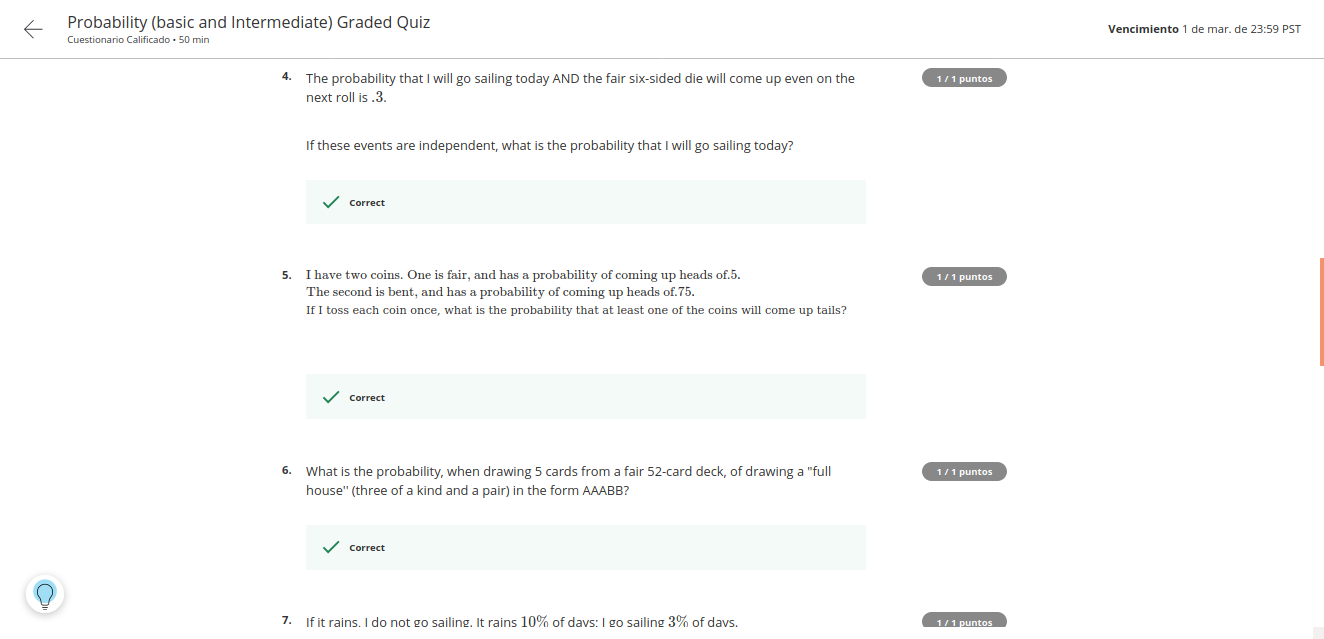 Probability (basic and Intermediate) Graded Quiz
Cuestionario Calificado • 50 min
Vencimiento 1 de mar. de 23:59 PST
4. The probability that I will go sailing today AND the fair six-sided die will come up even on the
next roll is .3.
1 / 1 puntos
If these events are independent, what is the probability that I will go sailing today?
Correct
5. I have two coins. One is fair, and has a probability of coming up heads of.5.
1 / 1 puntos
The second is bent, and has a probability of coming up heads of.75.
If I toss each coin once, what is the probability that at least one of the coins will come up tails?
Correct
6. What is the probability, when drawing 5 cards from a fair 52-card deck, of drawing a "full
1 / 1 puntos
house" (three of a kind and a pair) in the form AAABB?
Correct
7. If it rains, I do not go sailing. It rains 10% of days; I go sailing 3% of days.
1 / 1 puntos